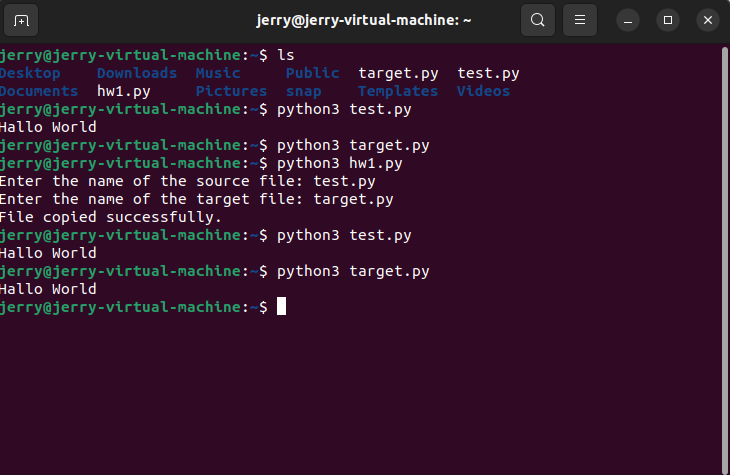 jerry@jerry-virtual-machine: ~
jerry@jerry-virtual-machine:~$ ls
Desktop    Downloads  Music     Public  target.py  test.py
Documents  hw1.py     Pictures  snap    Templates  Videos
jerry@jerry-virtual-machine:~$ python3 test.py
Hallo World
jerry@jerry-virtual-machine:~$ python3 target.py
jerry@jerry-virtual-machine:~$ python3 hw1.py
Enter the name of the source file: test.py
Enter the name of the target file: target.py
File copied successfully.
jerry@jerry-virtual-machine:~$ python3 test.py
Hallo World
jerry@jerry-virtual-machine:~$ python3 target.py
Hallo World
jerry@jerry-virtual-machine:~$